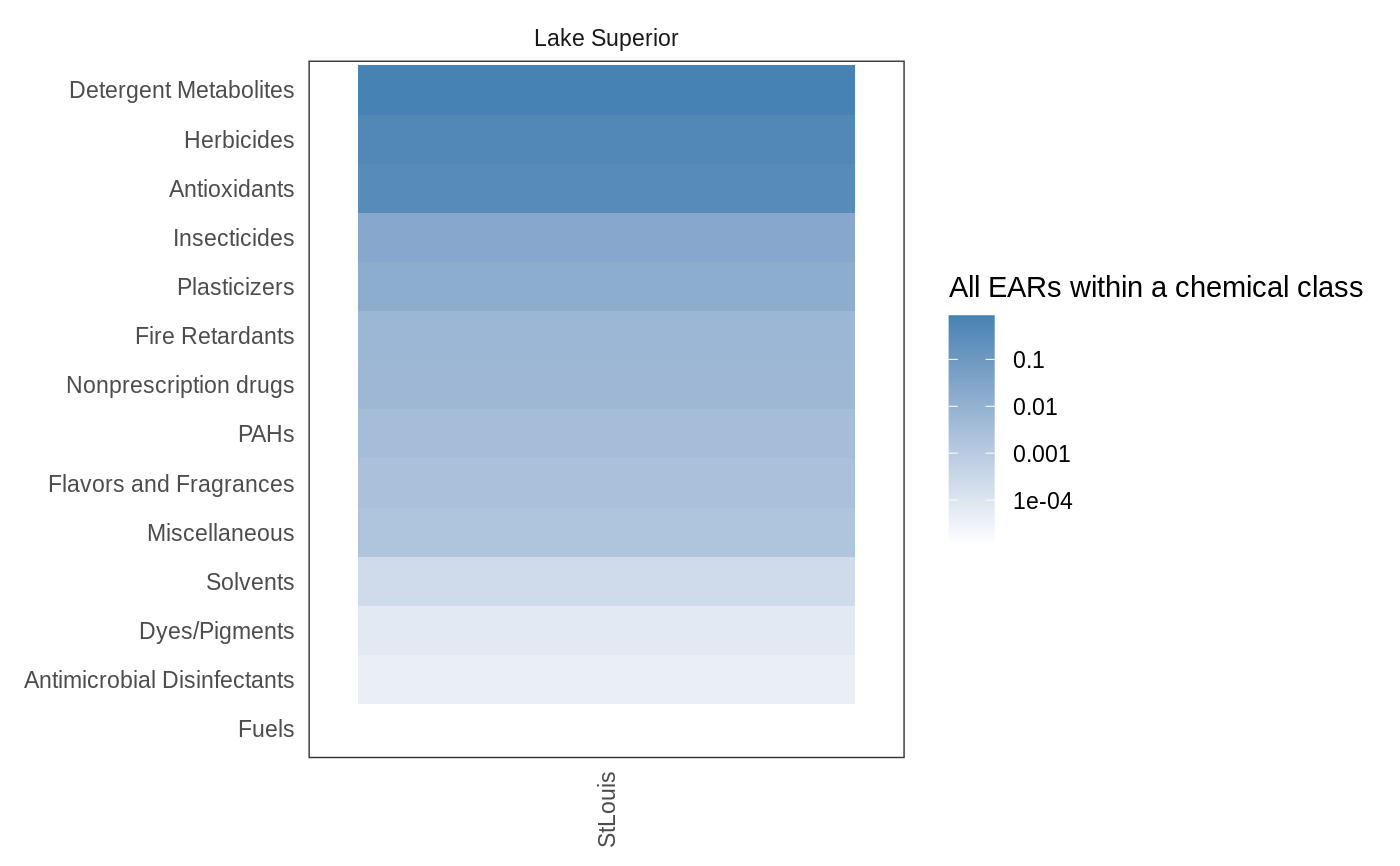 Lake Superior
Detergent Metabolites
Herbicides
Antioxidants
Insecticides
Plasticizers
Fire Retardants
Nonprescription drugs
PAHs
Flavors and Fragrances
Miscellaneous
Solvents
Dyes/Pigments
Antimicrobial Disinfectants
Fuels
StLouis
All EARs within a chemical class
0.1
0.01
0.001
1e-04